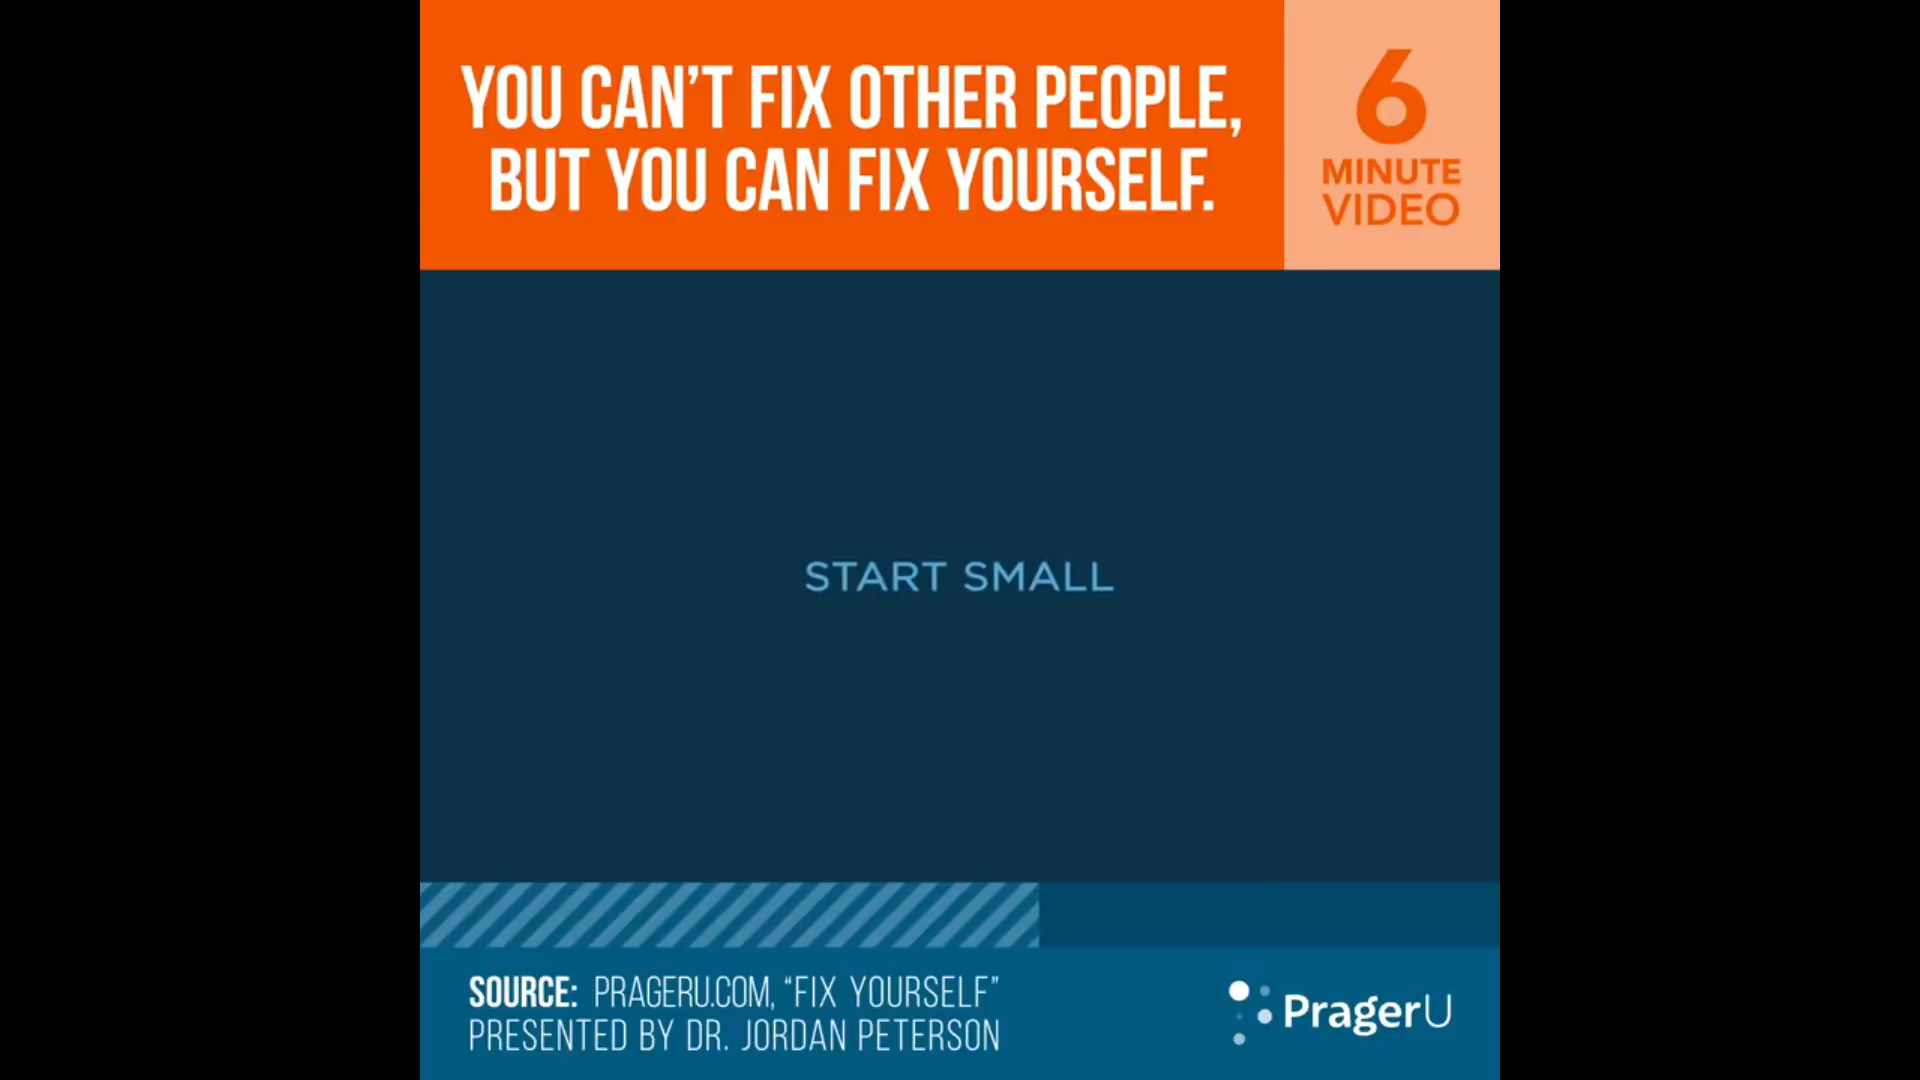 YOU CAN'T FIX OTHER PEOPLE,
BUT YOU CAN FIX YOURSELF.
6
MINUTE
VIDEO
START SMALL
SOURCE: PRAGERU.COM, “FIX YOURSELF”
PRESENTED BY DR. JORDAN PETERSON
PragerU